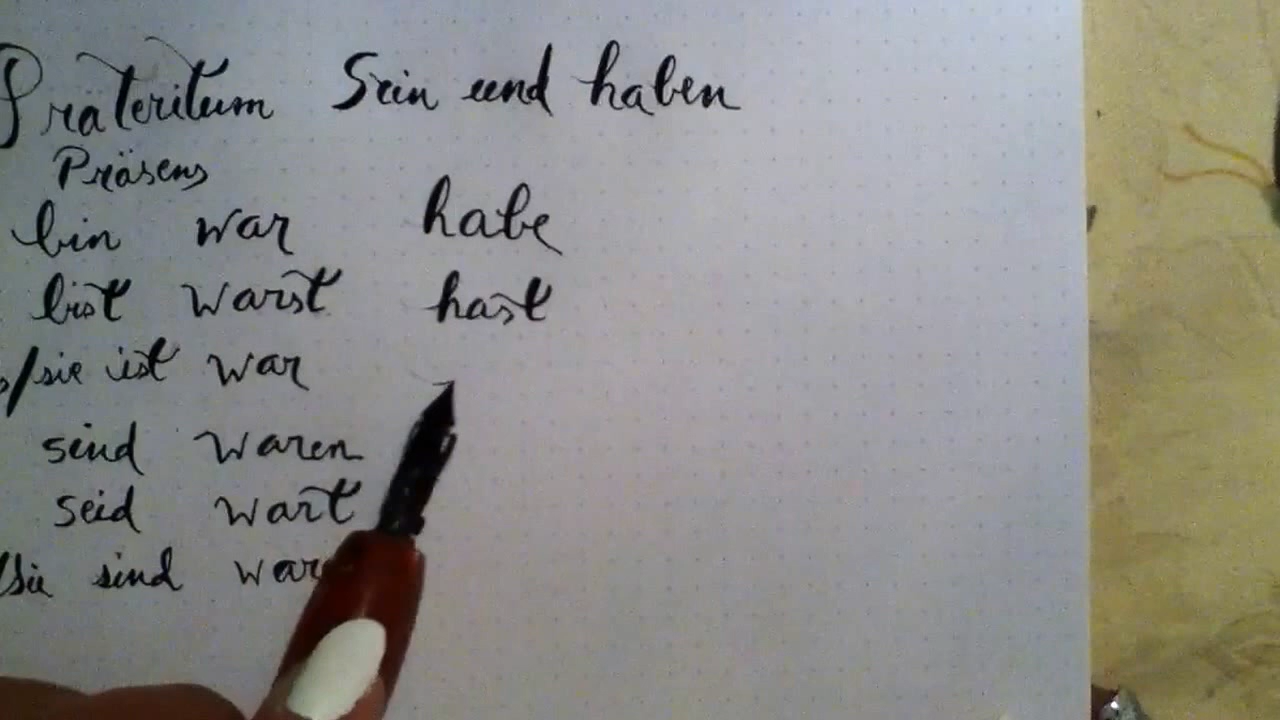 Präteritum Sein und haben
Präsens
bin war habe
bist warst hast
/sie ist war
sind waren
seid wart
/Sie sind